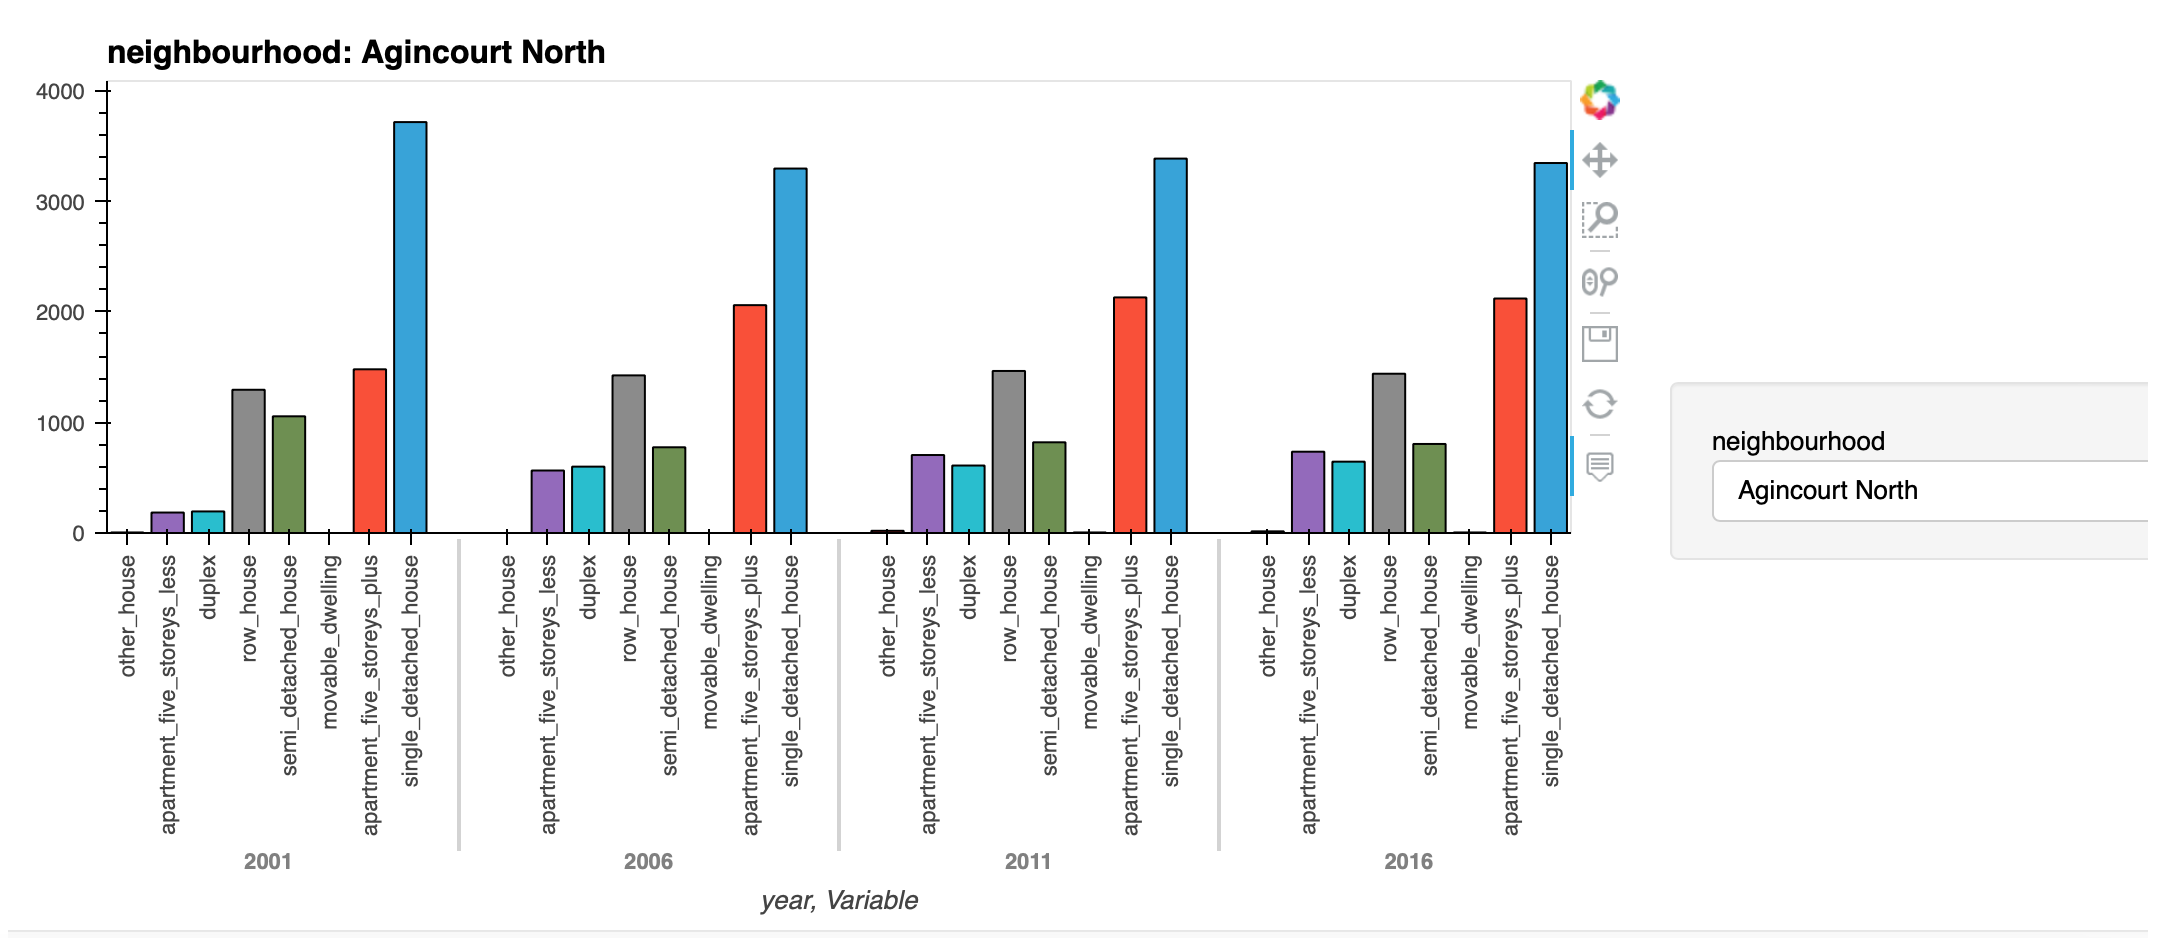 neighbourhood: Agincourt North
4000
3000
2000
1000
0
other_house
apartment_five_storeys_less
duplex
row_house
semi_detached_house
movable_dwelling
apartment_five_storeys_plus
single_detached_house
other_house
apartment_five_storeys_less
duplex
row_house
semi_detached_house
movable_dwelling
apartment_five_storeys_plus
single_detached_house
other_house
apartment_five_storeys_less
duplex
row_house
semi_detached_house
movable_dwelling
apartment_five_storeys_plus
single_detached_house
other_house
apartment_five_storeys_less
duplex
row_house
semi_detached_house
movable_dwelling
apartment_five_storeys_plus
single_detached_house
2001
2006
2011
2016
year, Variable
neighbourhood
Agincourt North